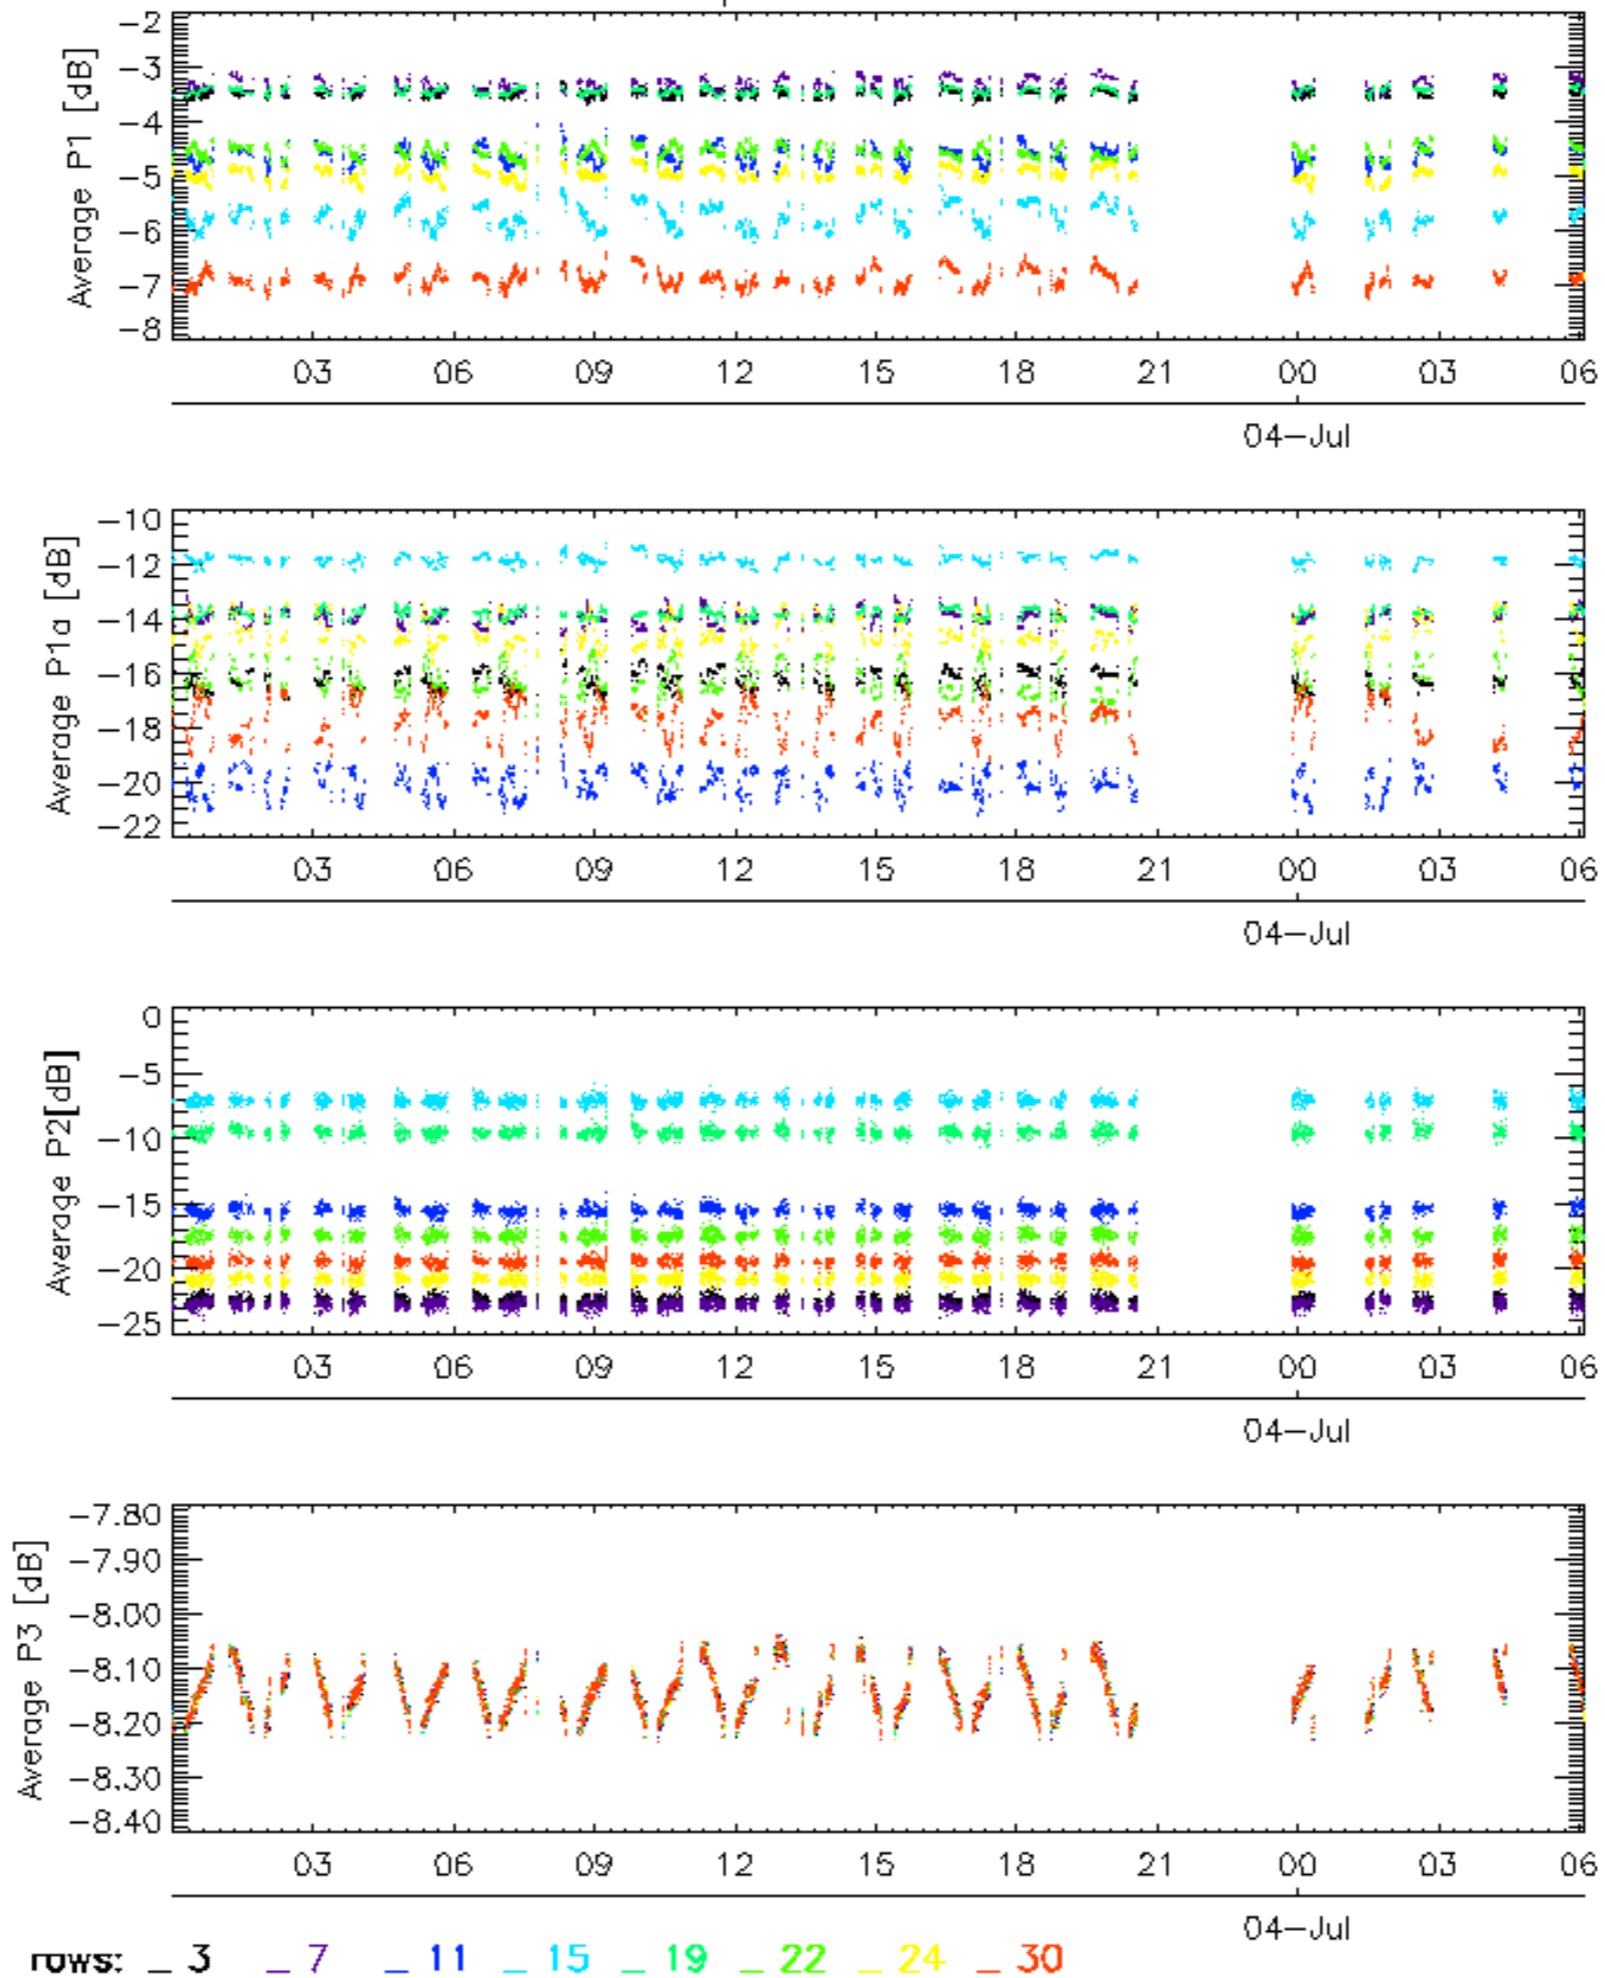 Average P1 [dB]
-2
-3
-4
-5
-6
-7
-8
03 06 09 12 15 18 21 00 03 06
04-Jul
Average P1a [dB]
-10
-12
-14
-16
-18
-20
-22
03 06 09 12 15 18 21 00 03 06
04-Jul
Average P2[dB]
0
-5
-10
-15
-20
-25
03 06 09 12 15 18 21 00 03 06
04-Jul
Average P3 [dB]
-7.80
-7.90
-8.00
-8.10
-8.20
-8.30
-8.40
03 06 09 12 15 18 21 00 03 06
04-Jul
rows: _ 3 _ 7 _ 11 _ 15 _ 19 _ 22 _ 24 _ 30